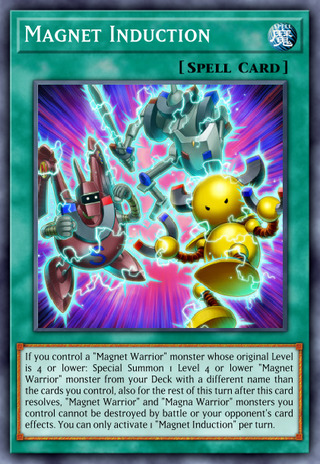 Magnet Induction
魔
[Spell Card]
S
If you control a "Magnet Warrior" monster whose original Level
is 4 or lower: Special Summon 1 Level 4 or lower "Magnet
Warrior" monster from your Deck with a different name than
the cards you control, also for the rest of this turn after this card
resolves, "Magnet Warrior" and "Magna Warrior" monsters you
control cannot be destroyed by battle or your opponent's card
effects. You can only activate 1 "Magnet Induction" per turn.